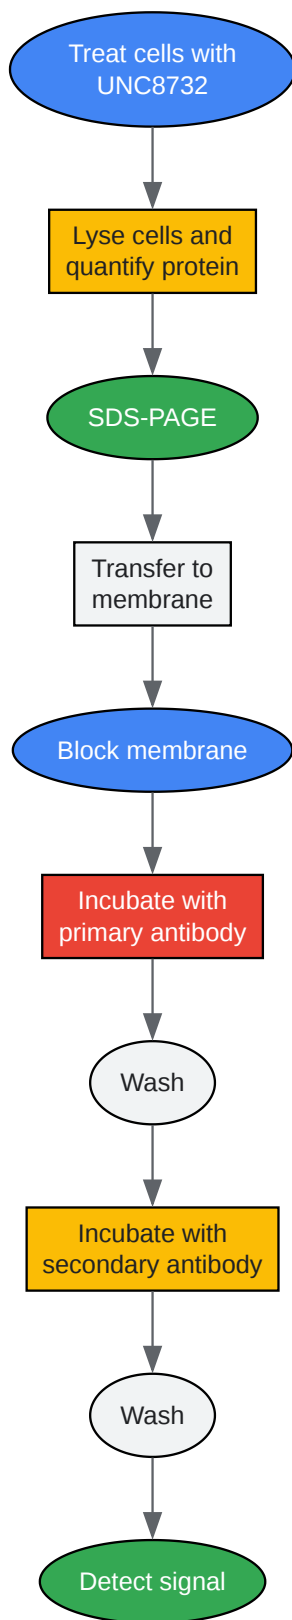 Treat cells with
UNC8732
Lyse cells and
quantify protein
SDS-PAGE
Transfer to
membrane
Block membrane
Incubate with
primary antibody
Wash
Incubate with
secondary antibody
Wash
Detect signal